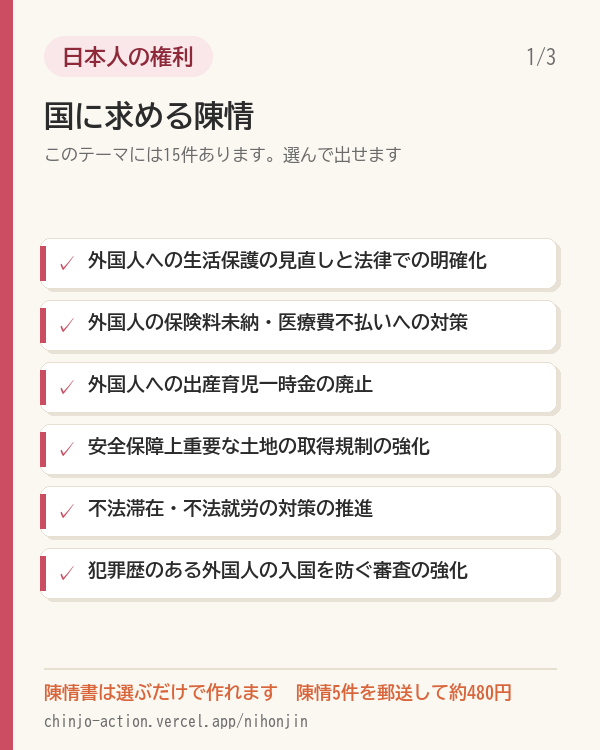 日本人の権利
1/3
国に求める陳情
このテーマには15件あります。選んで出せます
✓ 外国人への生活保護の見直しと法律での明確化
✓ 外国人の保険料未納・医療費不払いへの対策
✓ 外国人への出産育児一時金の廃止
✓ 安全保障上重要な土地の取得規制の強化
✓ 不法滞在・不法就労の対策の推進
✓ 犯罪歴のある外国人の入国を防ぐ審査の強化
陳情書は選ぶだけで作れます　陳情5件を郵送して約480円
chinjo-action.vercel.app/nihonjin